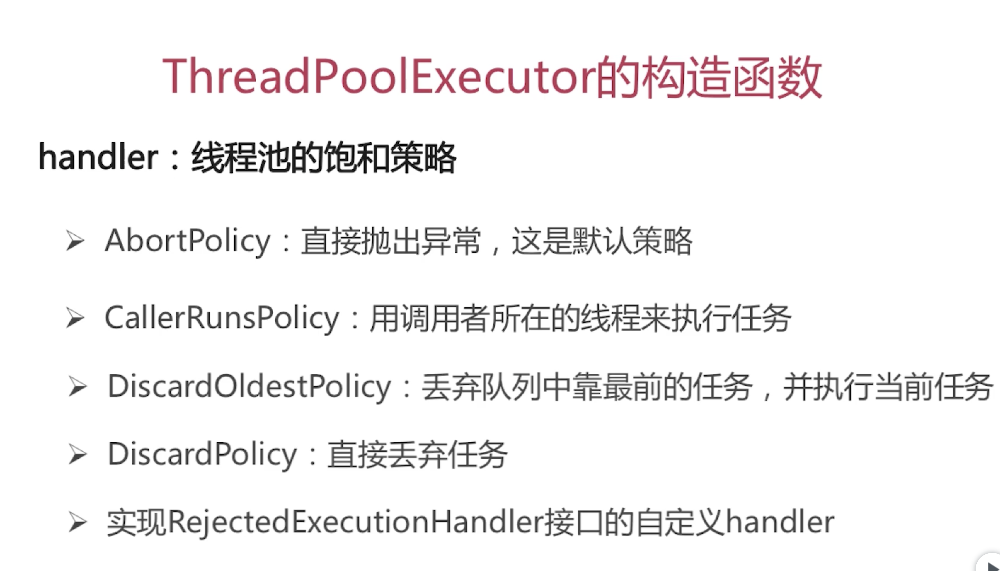 ThreadPoolExecutor的构造函数
handler：线程池的饱和策略
AbortPolicy：直接抛出异常，这是默认策略
CallerRunsPolicy：用调用者所在的线程来执行任务
DiscardOldestPolicy：丢弃队列中靠最前的任务，并执行当前任务
DiscardPolicy：直接丢弃任务
实现RejectedExecutionHandler接口的自定义handler